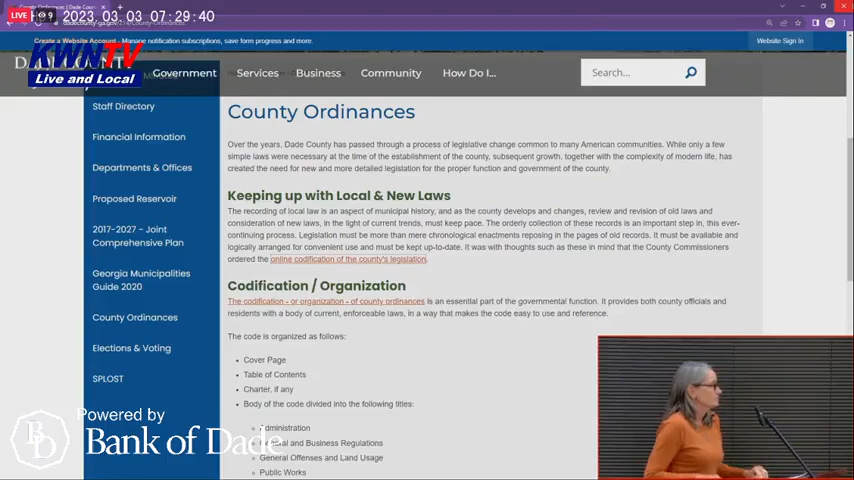 County Ordinances | Dade Cou
LIVE 9 2023_03_03 07:29:40
dadecounty-ga.gov/214/County-Ordinances
Create a Website Account - Manage notification subscriptions, save form progress and more.
Website Sign In
KWN TV
Live and Local
DADE COUNTY
Government Services Business Community How Do I... Search...
Staff Directory
Financial Information
Departments & Offices
Proposed Reservoir
2017-2027 - Joint
Comprehensive Plan
Georgia Municipalities
Guide 2020
County Ordinances
Elections & Voting
SPLOST
County Ordinances
Over the years, Dade County has passed through a process of legislative change common to many American communities. While only a few
simple laws were necessary at the time of the establishment of the county, subsequent growth, together with the complexity of modern life, has
created the need for new and more detailed legislation for the proper function and government of the county.
Keeping up with Local & New Laws
The recording of local law is an aspect of municipal history, and as the county develops and changes, review and revision of old laws and
consideration of new laws, in the light of current trends, must keep pace. The orderly collection of these records is an important step in, this ever-
continuing process. Legislation must be more than mere chronological enactments reposing in the pages of old records. It must be available and
logically arranged for convenient use and must be kept up-to-date. It was with thoughts such as these in mind that the County Commissioners
ordered the online codification of the county's legislation.
Codification / Organization
The codification - or organization - of county ordinances is an essential part of the governmental function. It provides both county officials and
residents with a body of current, enforceable laws, in a way that makes the code easy to use and reference.
The code is organized as follows:
• Cover Page
• Table of Contents
• Charter, if any
• Body of the code divided into the following titles:
Administration
and Business Regulations
General Offenses and Land Usage
Public Works
Powered by
BD Bank of Dade